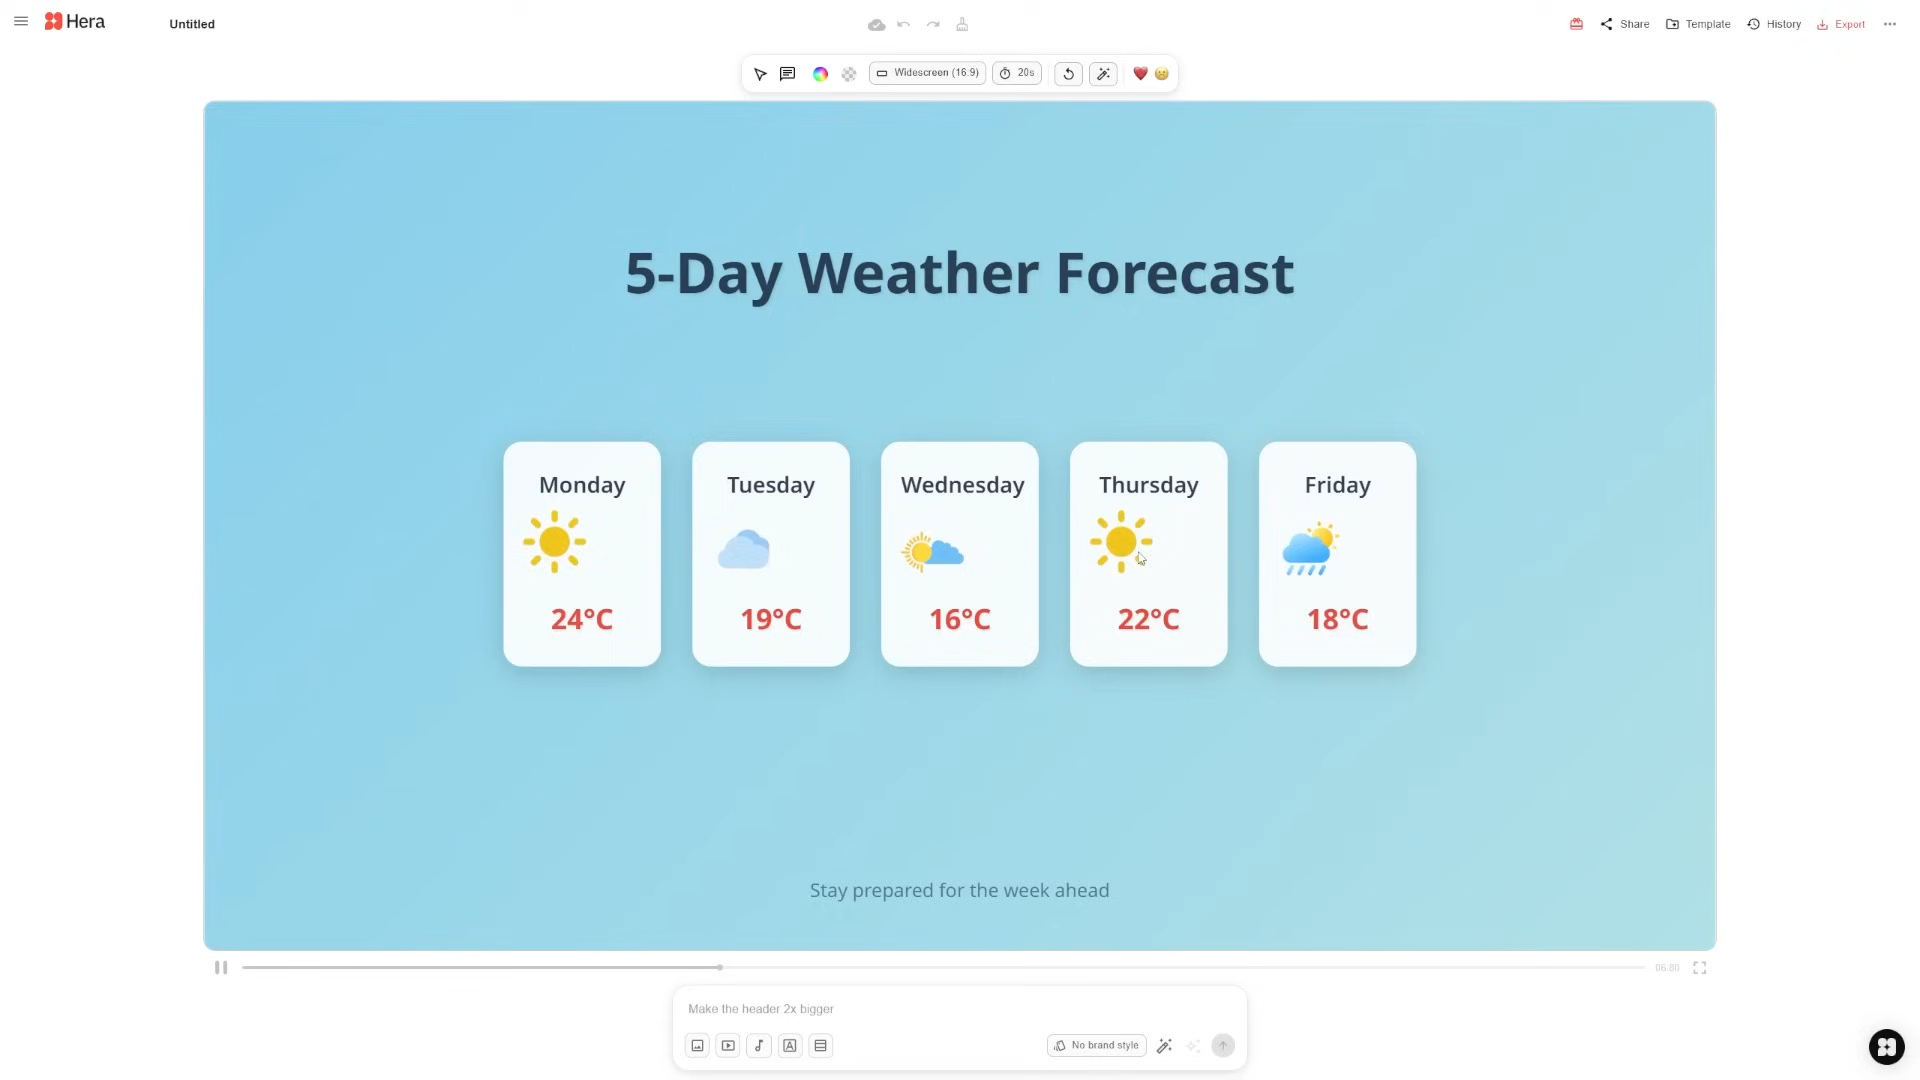 Hera
Untitled
Share
Template
History
Export
Widescreen (16:9)
20s
5-Day Weather Forecast
Monday
Tuesday
Wednesday
Thursday
Friday
24°C
19°C
16°C
22°C
18°C
Stay prepared for the week ahead
06.80
Make the header 2x bigger
No brand style